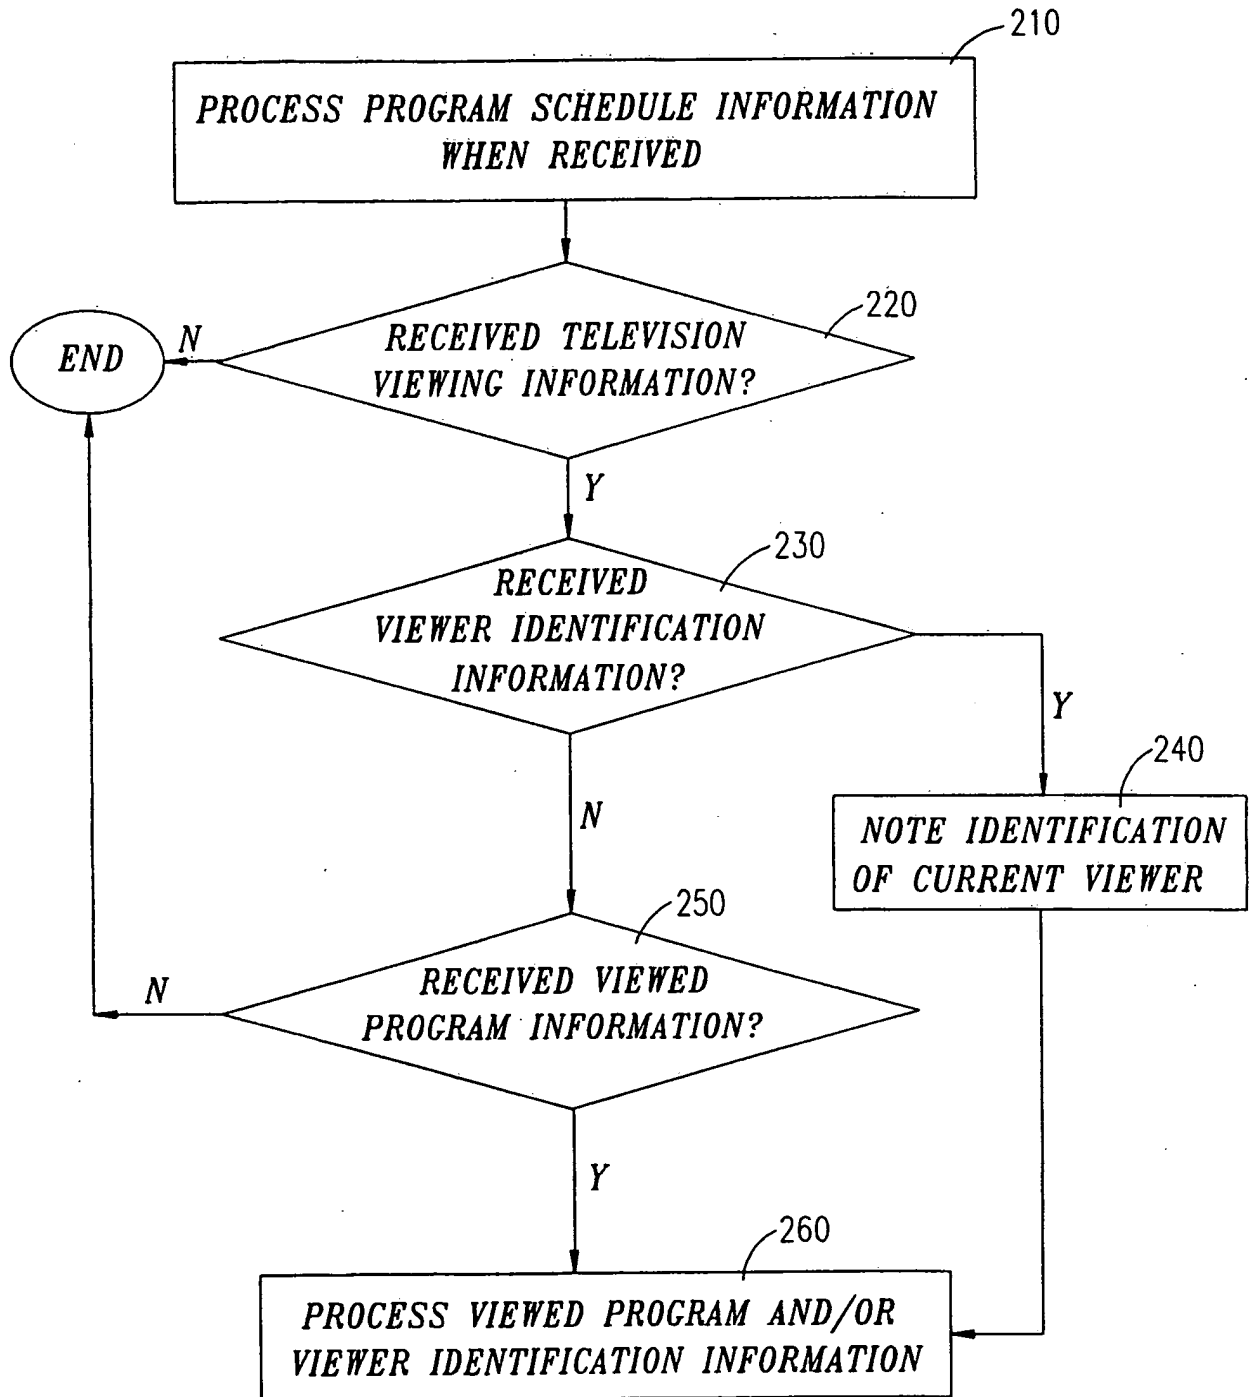 210
PROCESS PROGRAM SCHEDULE INFORMATION
WHEN RECEIVED
220
RECEIVED TELEVISION
VIEWING INFORMATION?
N
END
Y
230
RECEIVED
VIEWER IDENTIFICATION
INFORMATION?
Y
240
NOTE IDENTIFICATION
OF CURRENT VIEWER
N
250
RECEIVED VIEWED
PROGRAM INFORMATION?
N
Y
260
PROCESS VIEWED PROGRAM AND/OR
VIEWER IDENTIFICATION INFORMATION